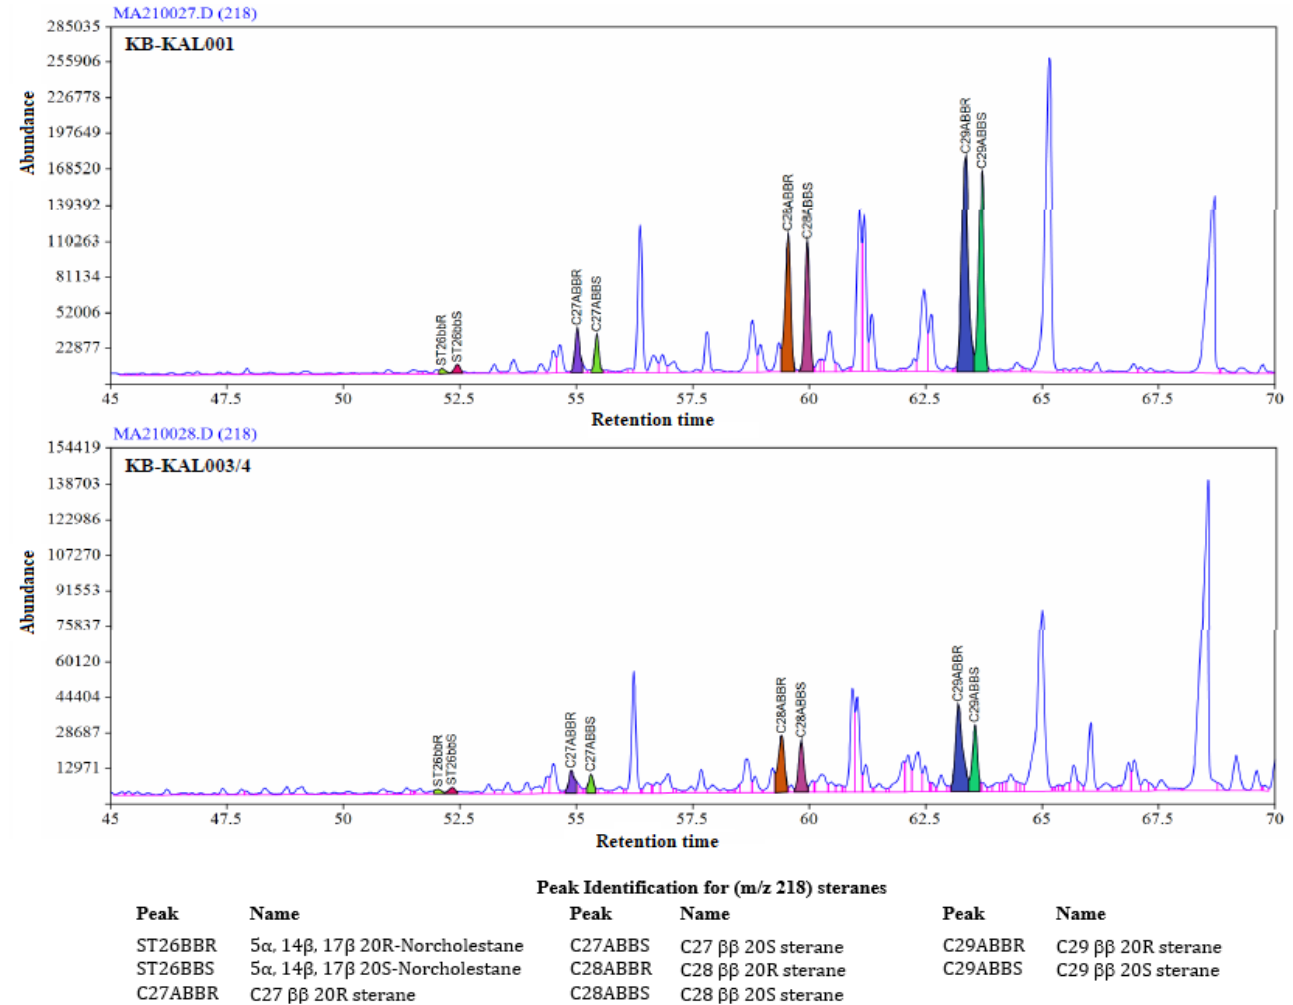 MA210027.D (218)
KB-KAL001
285035
255906
226778
197649
168520
139392
110263
81134
52006
22877
Abundance
ST26bbR
ST26bbS
C27ABBR
C27ABBS
C28ABBR
C28ABBS
C29ABBR
C29ABBS
45 47.5 50 52.5 55 57.5 60 62.5 65 67.5 70
Retention time
MA210028.D (218)
KB-KAL003/4
154419
138703
122986
107270
91553
75837
60120
44404
28687
12971
Abundance
ST26bbR
ST26bbS
C27ABBR
C27ABBS
C28ABBR
C28ABBS
C29ABBR
C29ABBS
45 47.5 50 52.5 55 57.5 60 62.5 65 67.5 70
Retention time
Peak Identification for (m/z 218) steranes
Peak Name Peak Name Peak Name
ST26BBR 5α, 14β, 17β 20R-Norcholestane C27ABBS C27 ββ 20S sterane C29ABBR C29 ββ 20R sterane
ST26BBS 5α, 14β, 17β 20S-Norcholestane C28ABBR C28 ββ 20R sterane C29ABBS C29 ββ 20S sterane
C27ABBR C27 ββ 20R sterane C28ABBS C28 ββ 20S sterane